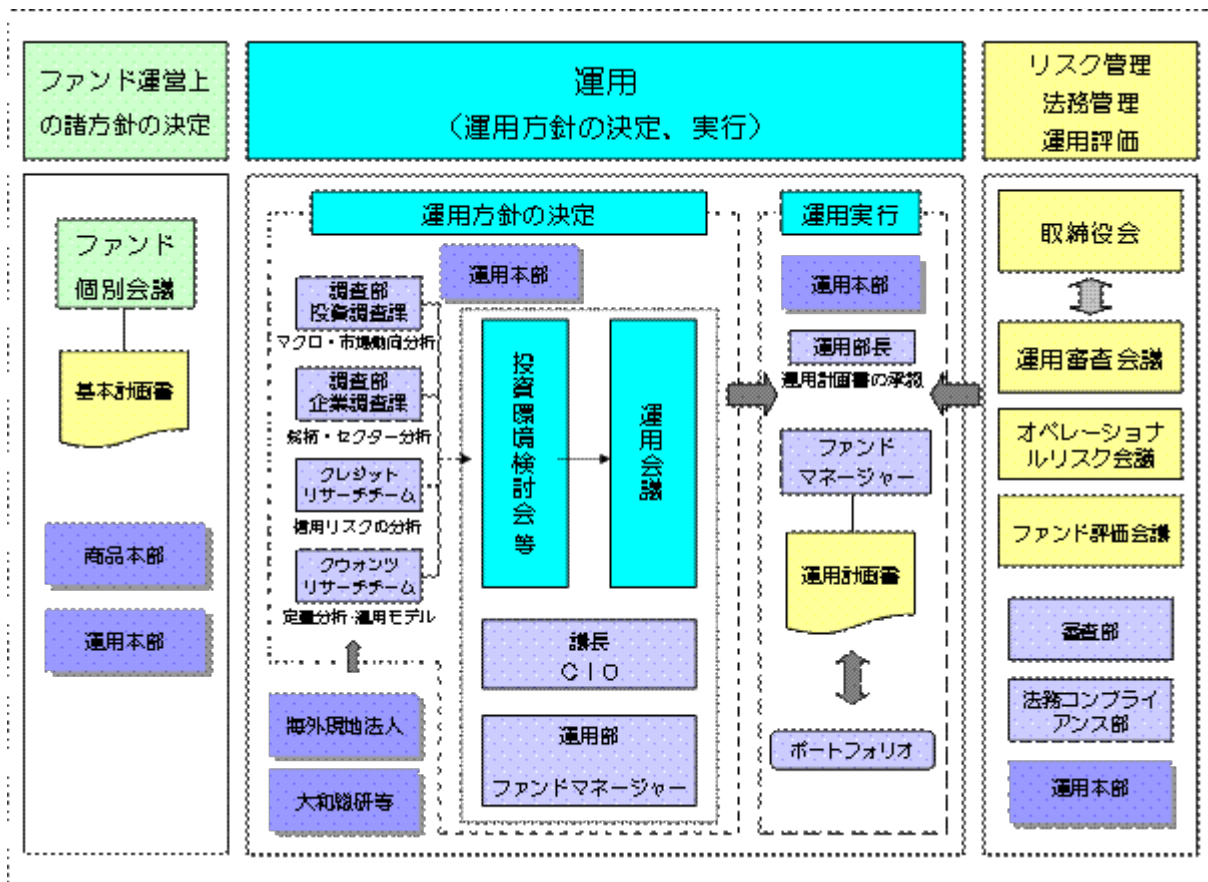 ファンド運営上
の諸方針の決定
ファンド
個別会議
基本計画書
商品本部
運用本部
運用
(運用方針の決定、実行)
運用方針の決定
運用本部
調査部
投資調査課
マクロ・市場動向分析
調査部
企業調査課
銘柄・セクター分析
クレジット
リサーチチーム
信用リスクの分析
クウォンツ
リサーチチーム
定量分析・運用モデル
海外現地法人
大和総研等
投資環境検討会等
運用会議
議長
CIO
運用部
ファンドマネージャー
運用実行
運用本部
運用部長
運用計画書の承認
ファンド
マネージャー
運用計画書
ポートフォリオ
リスク管理
法務管理
運用評価
取締役会
運用審査会議
オペレーショナ
ルリスク会議
ファンド評価会議
審査部
法務コンプライ
アンス部
運用本部